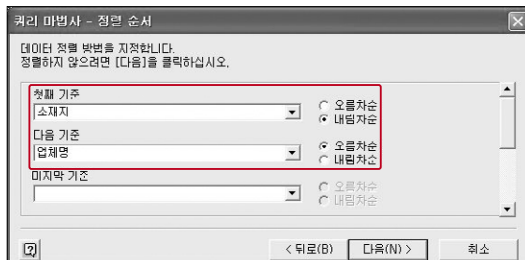 쿼리 마법사 - 정렬 순서
데이터 정렬 방법을 지정합니다.
정렬하지 않으려면 [다음]을 클릭하십시오.
첫째 기준
소재지
오름차순
내림차순
다음 기준
업체명
오름차순
내림차순
마지막 기준
오름차순
내림차순
< 뒤로(B) 다음(N) > 취소